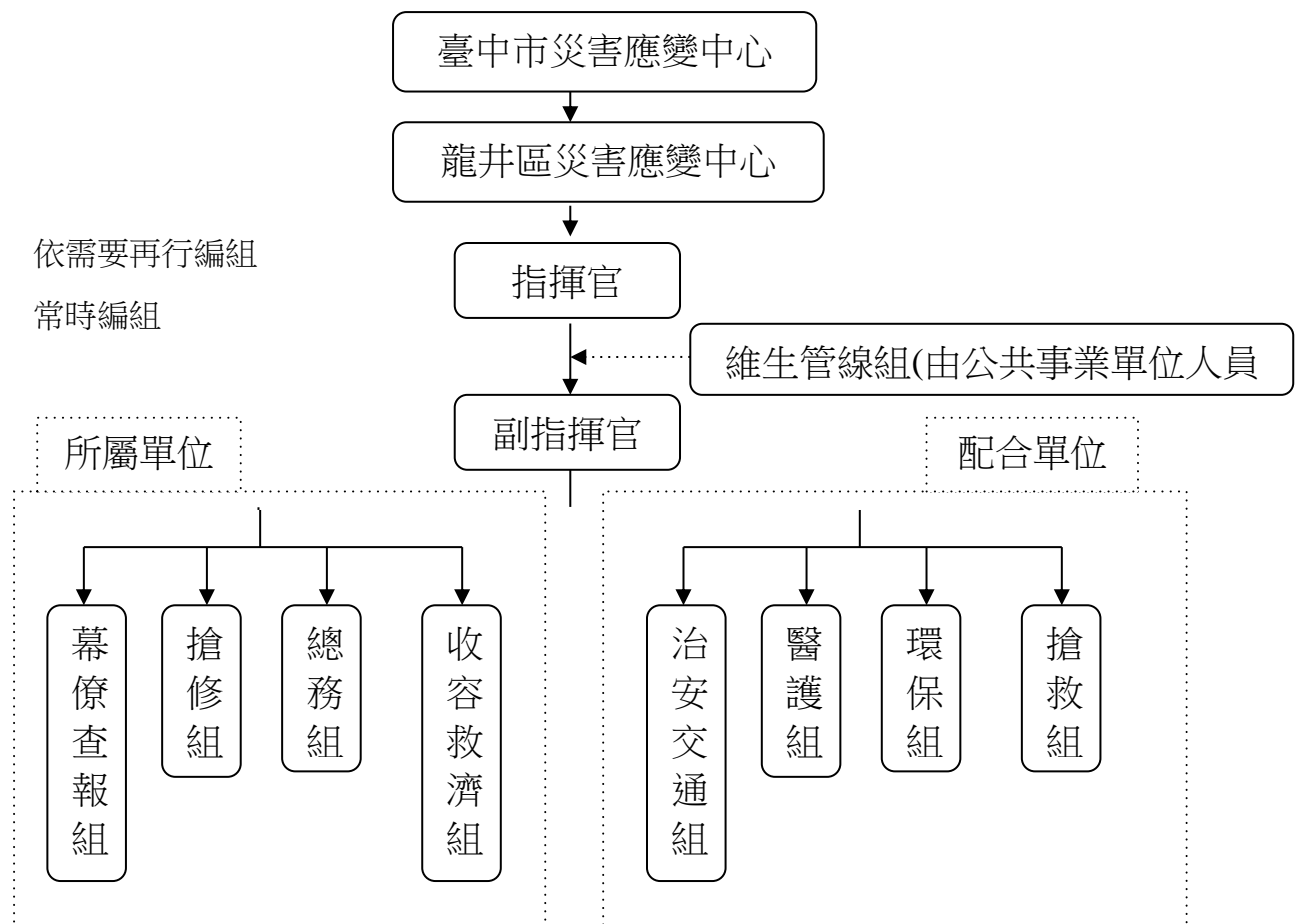 臺中市災害應變中心
龍井區災害應變中心
依需要再行編組
指揮官
常時編組
維生管線組(由公共事業單位人員
副指揮官
所屬單位
配合單位
幕僚查報組
搶修組
總務組
收容救濟組
治安交通組
醫護組
環保組
搶救組